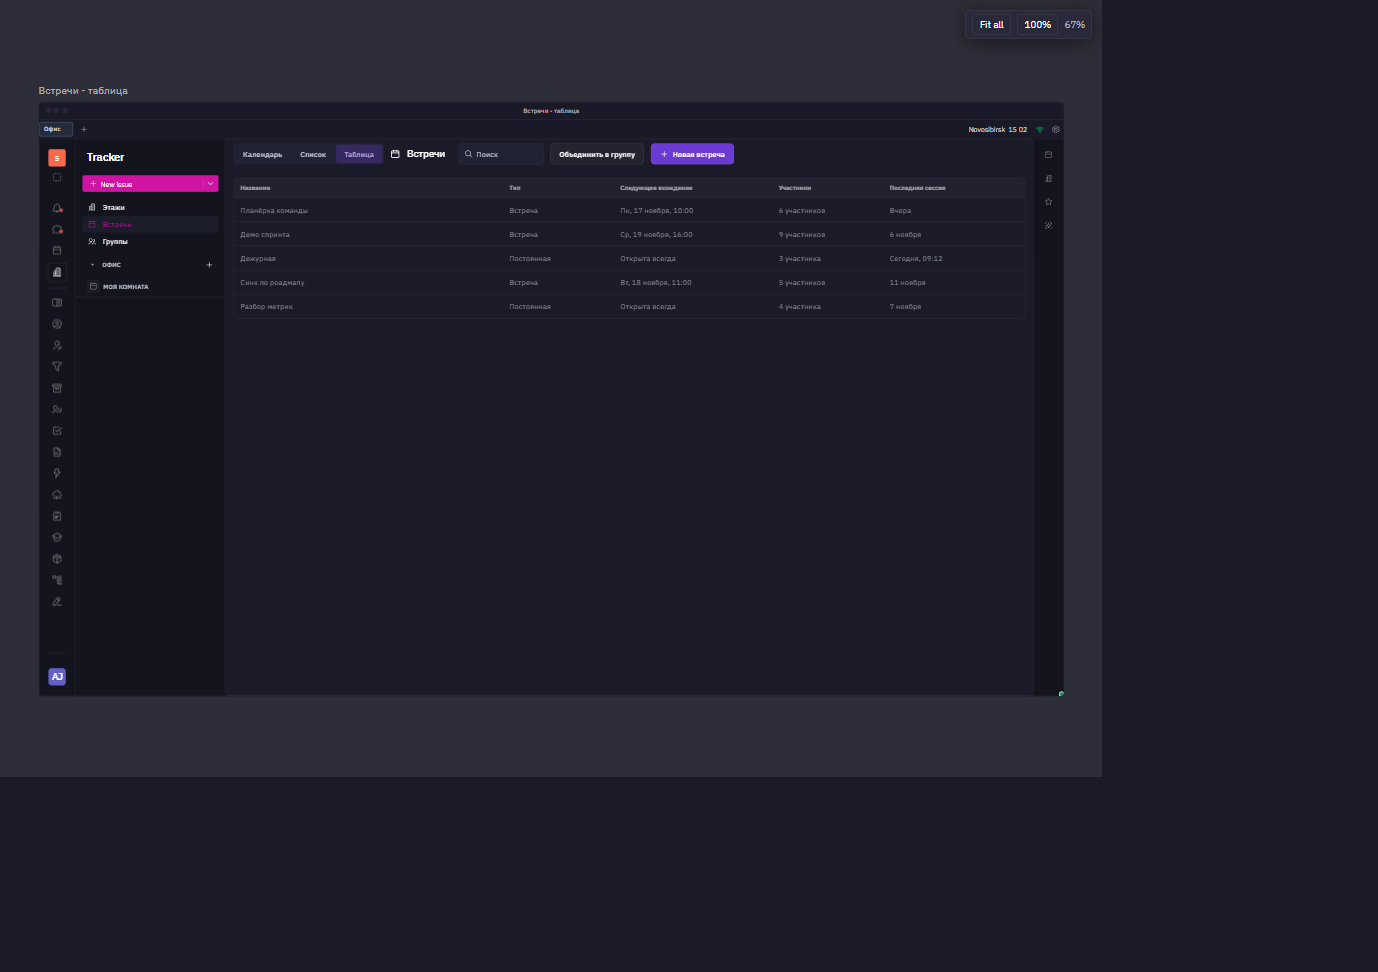 Fit all 100% 67%
Встречи - таблица
Встречи - таблица
Офис
Novosibirsk 15 02
S
Tracker
New Issue
Этажи
Встречи
Группы
ОФИС
МОЯ КОМНАТА
AJ
Календарь Список Таблица Встречи Поиск Объединить в группу Новая встреча
Название Тип Следующее вхождение Участники Последняя сессия
Планёрка команды Встреча Пн, 17 ноября, 10:00 6 участников Вчера
Демо спринта Встреча Ср, 19 ноября, 16:00 9 участников 6 ноября
Дежурная Постоянная Открыта всегда 3 участника Сегодня, 09:12
Синк по роадмапу Встреча Вт, 18 ноября, 11:00 5 участников 11 ноября
Разбор метрик Постоянная Открыта всегда 4 участника 7 ноября